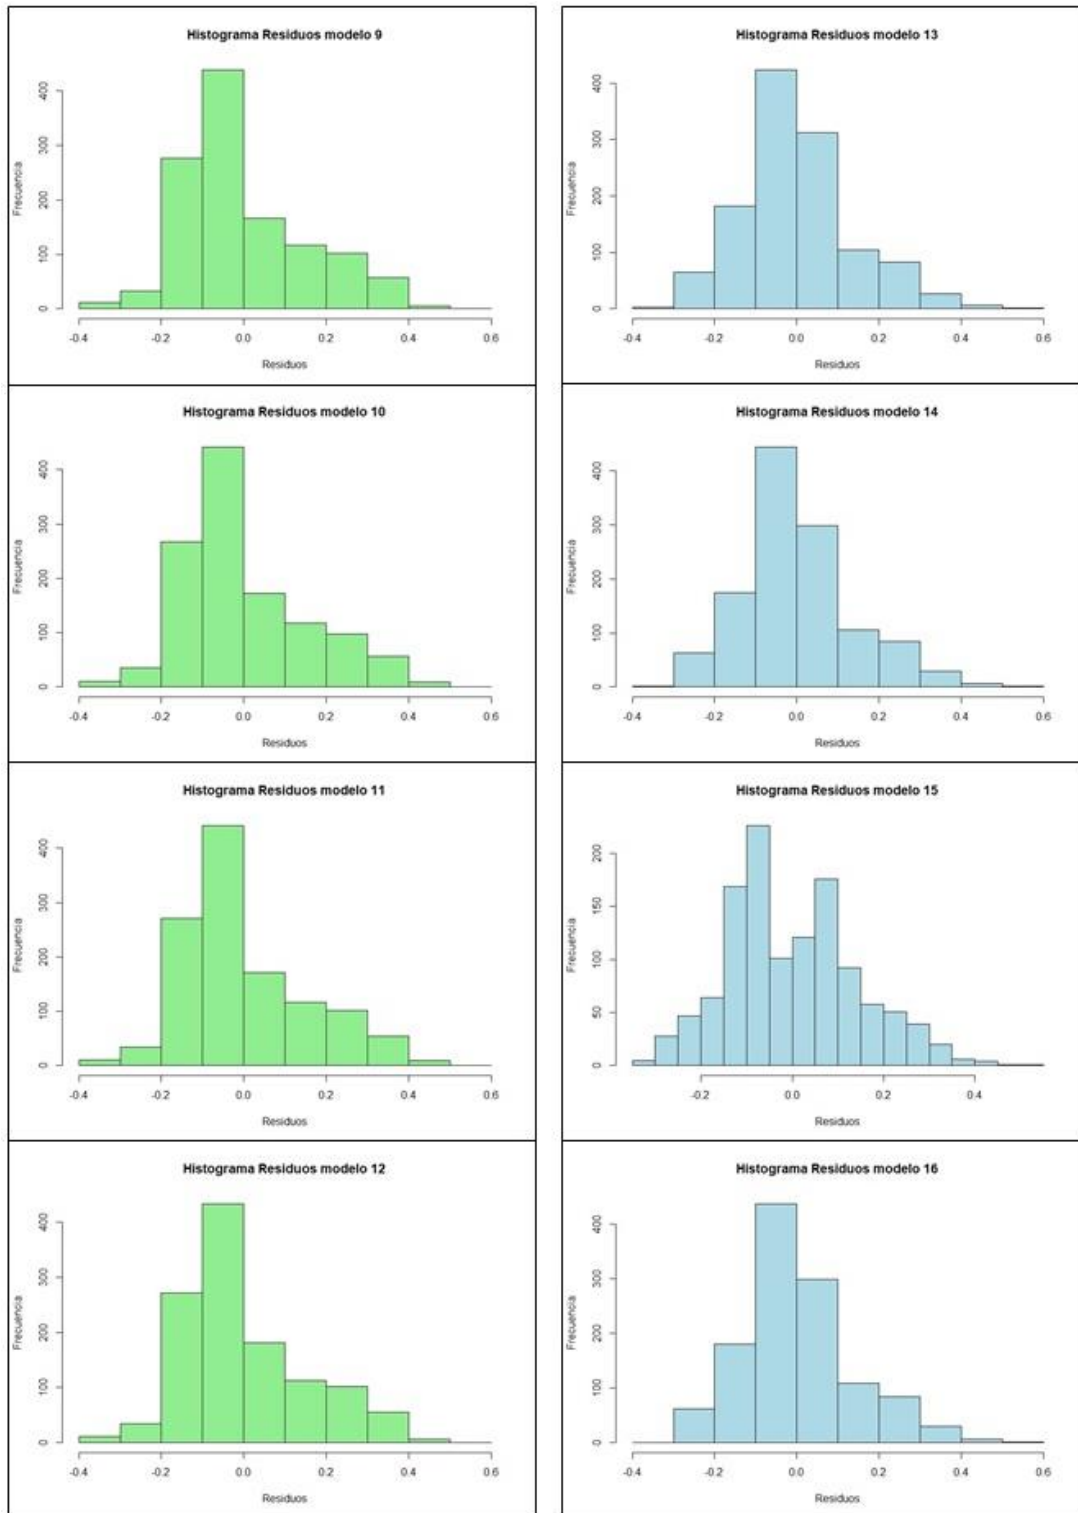 Histograma Residuos modelo 9
Frecuencia
0 100 200 300 400
-0.4 -0.2 0.0 0.2 0.4 0.6
Residuos
Histograma Residuos modelo 13
Frecuencia
0 100 200 300 400
-0.4 -0.2 0.0 0.2 0.4 0.6
Residuos
Histograma Residuos modelo 10
Frecuencia
0 100 200 300 400
-0.4 -0.2 0.0 0.2 0.4 0.6
Residuos
Histograma Residuos modelo 14
Frecuencia
0 100 200 300 400
-0.4 -0.2 0.0 0.2 0.4 0.6
Residuos
Histograma Residuos modelo 11
Frecuencia
0 100 200 300 400
-0.4 -0.2 0.0 0.2 0.4 0.6
Residuos
Histograma Residuos modelo 15
Frecuencia
0 50 100 150 200
-0.2 0.0 0.2 0.4
Residuos
Histograma Residuos modelo 12
Frecuencia
0 100 200 300 400
-0.4 -0.2 0.0 0.2 0.4 0.6
Residuos
Histograma Residuos modelo 16
Frecuencia
0 100 200 300 400
-0.4 -0.2 0.0 0.2 0.4 0.6
Residuos